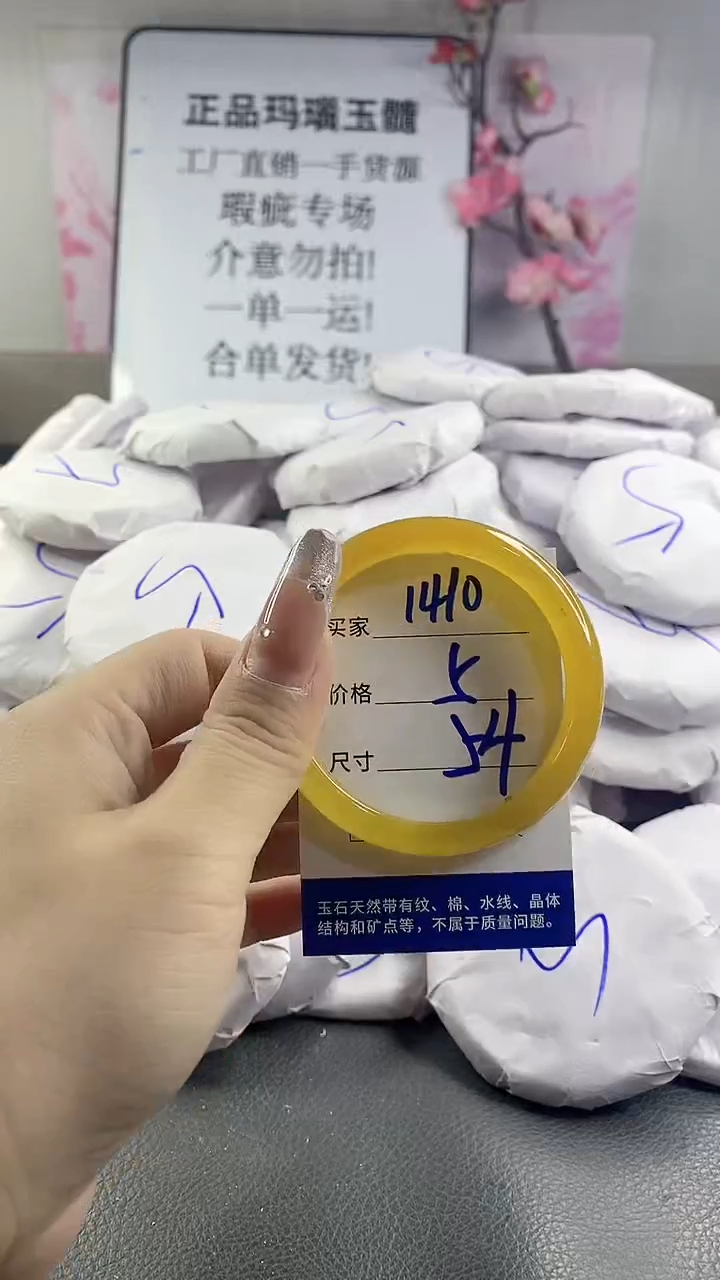 正品玛瑙玉髓
工厂直销一手货源
瑕疵专场
介意勿拍!
一单一运!
合单发货!
买家 1410
价格 5
尺寸 54
玉石天然带有纹、棉、水线、晶体
结构和矿点等，不属于质量问题。